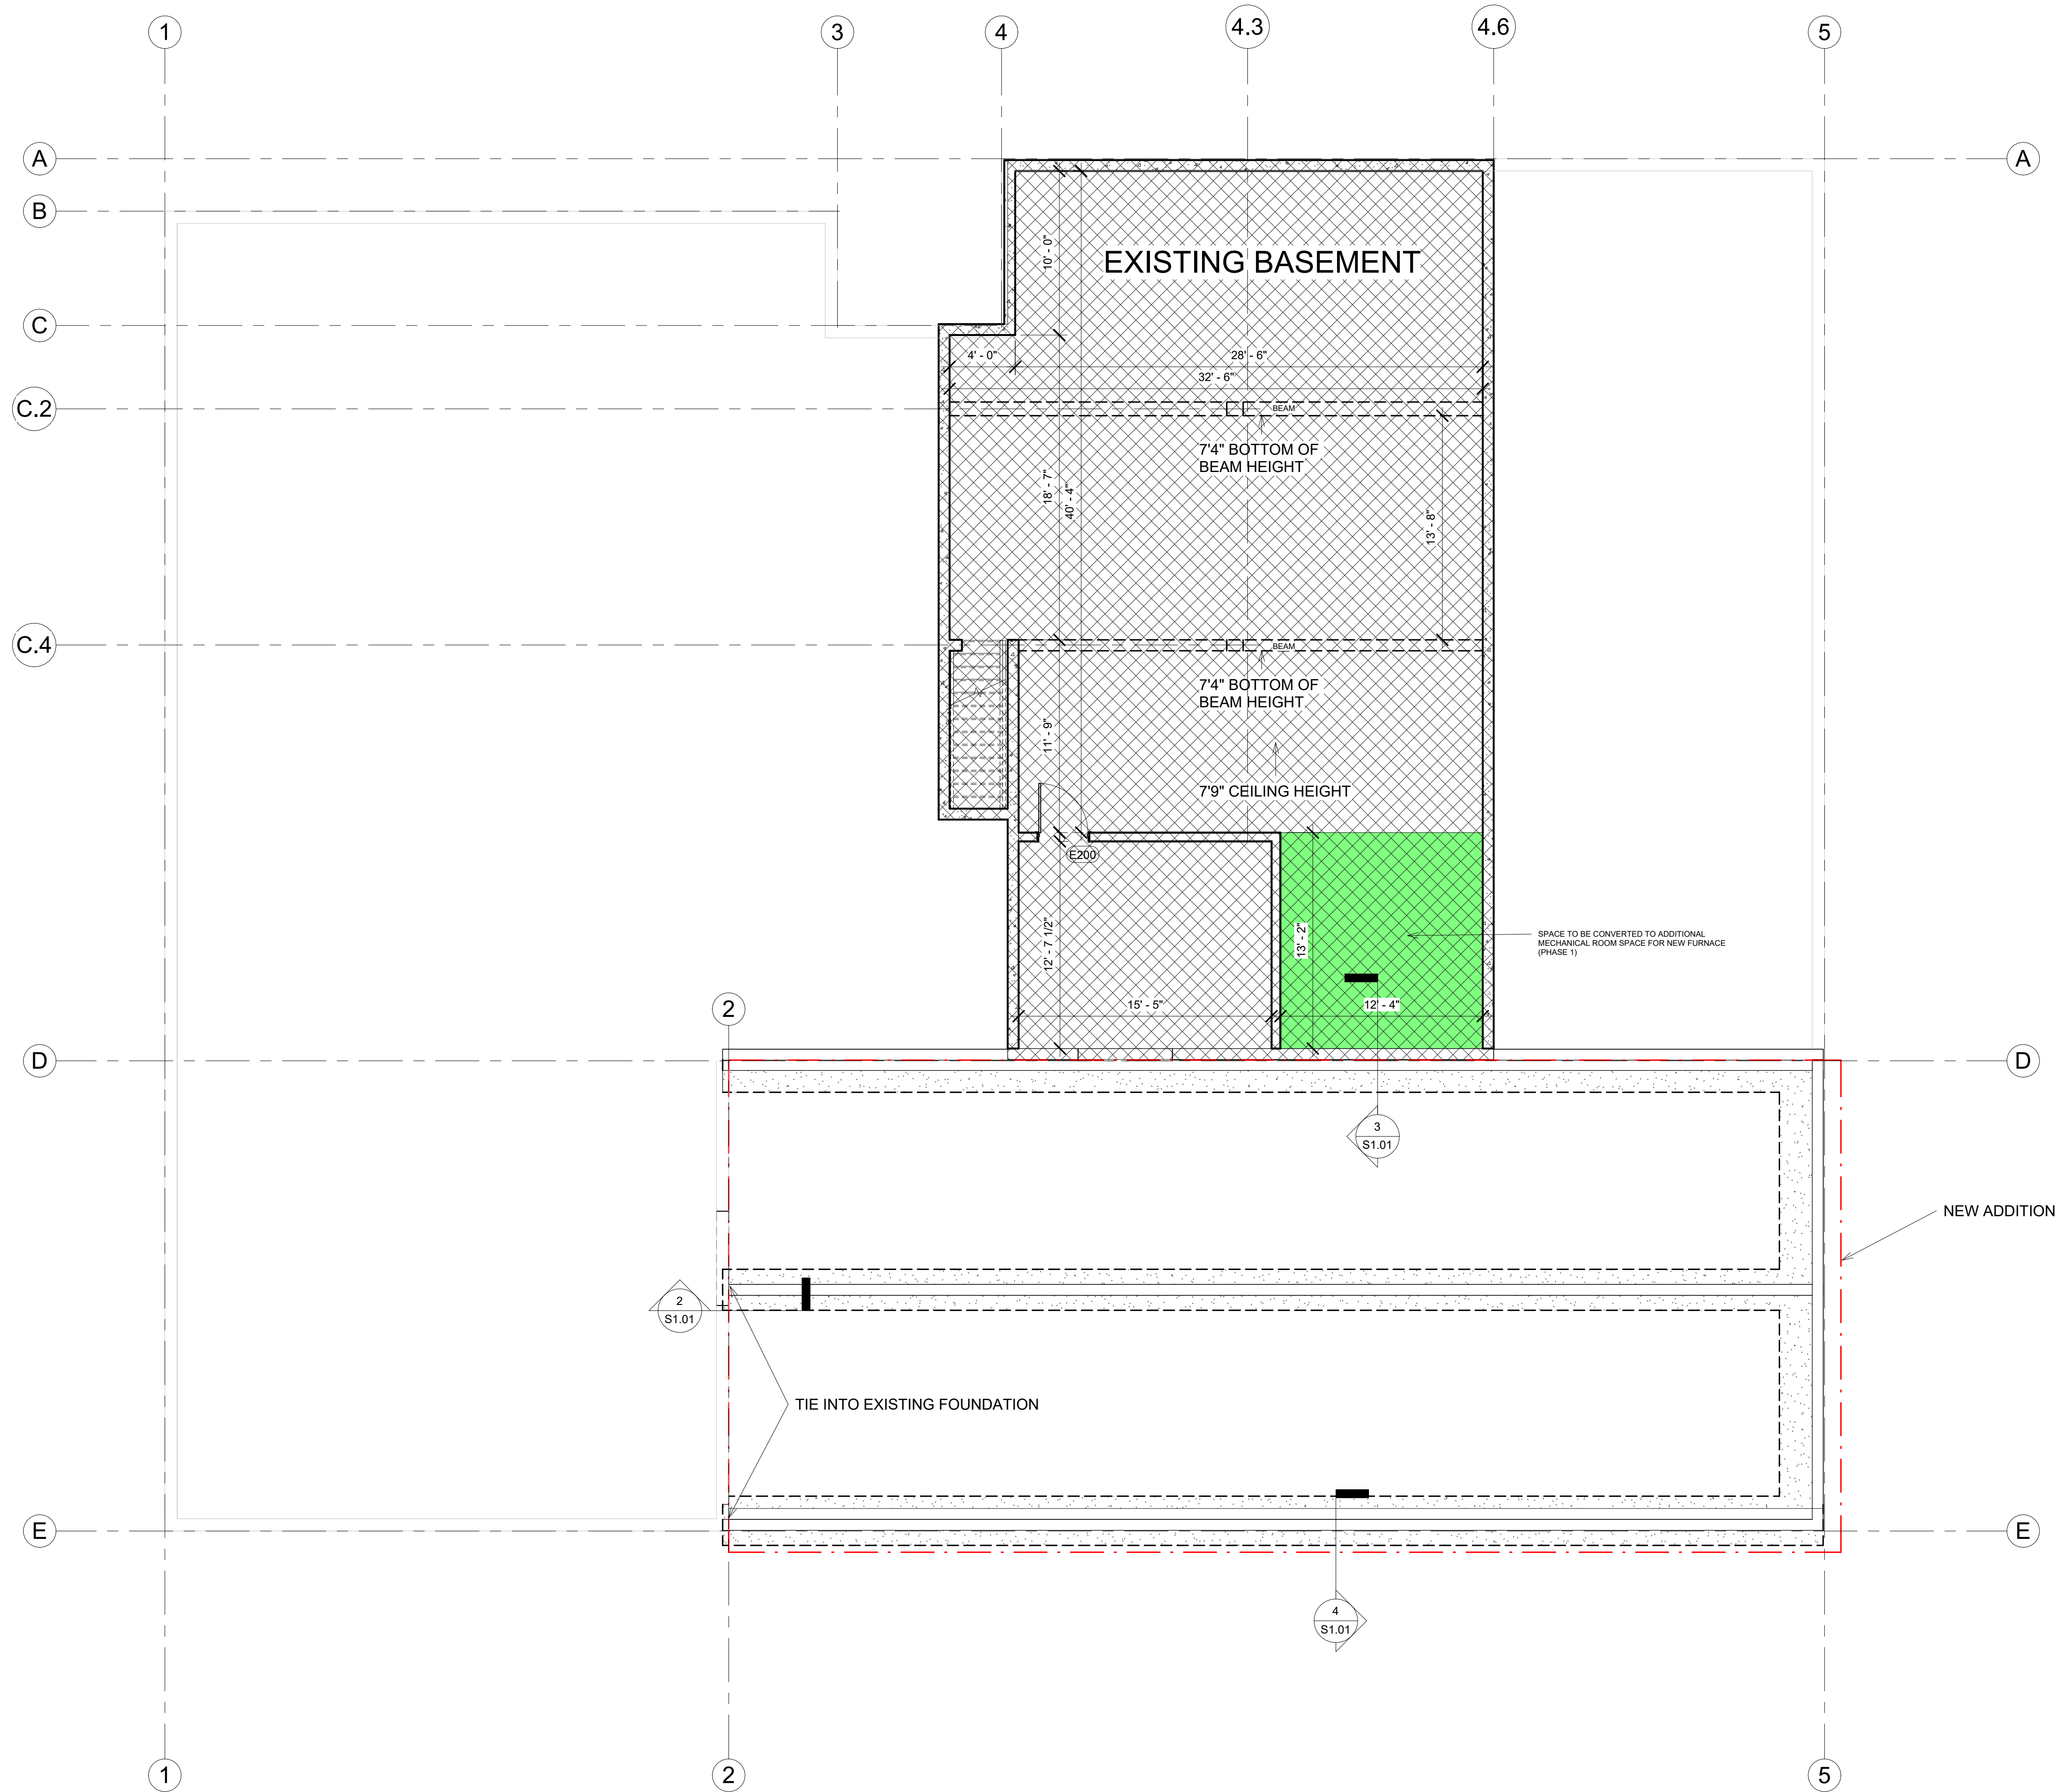 1
3
4
4.3
4.6
5
A
A
B
C
C.2
C.4
10' - 0"
EXISTING BASEMENT
4' - 0"
28' - 6"
32' - 6"
BEAM
7'4" BOTTOM OF
BEAM HEIGHT
18' - 7"
40' - 4"
13' - 8"
BEAM
7'4" BOTTOM OF
BEAM HEIGHT
11' - 9"
7'9" CEILING HEIGHT
E200
12' - 7 1/2"
13' - 2"
SPACE TO BE CONVERTED TO ADDITIONAL
MECHANICAL ROOM SPACE FOR NEW FURNACE
(PHASE 1)
15' - 5"
12' - 4"
2
D
D
3
S1.01
NEW ADDITION
2
S1.01
TIE INTO EXISTING FOUNDATION
E
E
4
S1.01
1
2
5